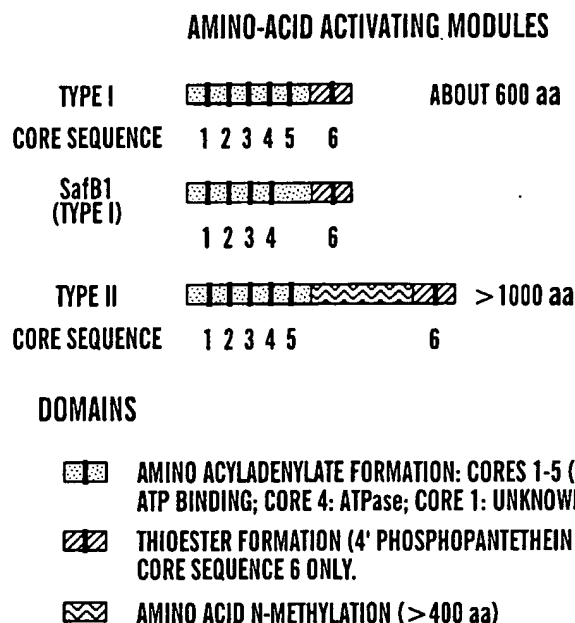 AMINO-ACID ACTIVATING MODULES
TYPE I ABOUT 600 aa
CORE SEQUENCE 1 2 3 4 5 6
SafB1
(TYPE I)
1 2 3 4 6
TYPE II >1000 aa
CORE SEQUENCE 1 2 3 4 5 6
DOMAINS
AMINO ACYLADENYLATE FORMATION: CORES 1-5 (
ATP BINDING; CORE 4: ATPase; CORE 1: UNKNOW
THIOESTER FORMATION (4' PHOSPHOPANTETHEIN
CORE SEQUENCE 6 ONLY.
AMINO ACID N-METHYLATION (>400 aa)